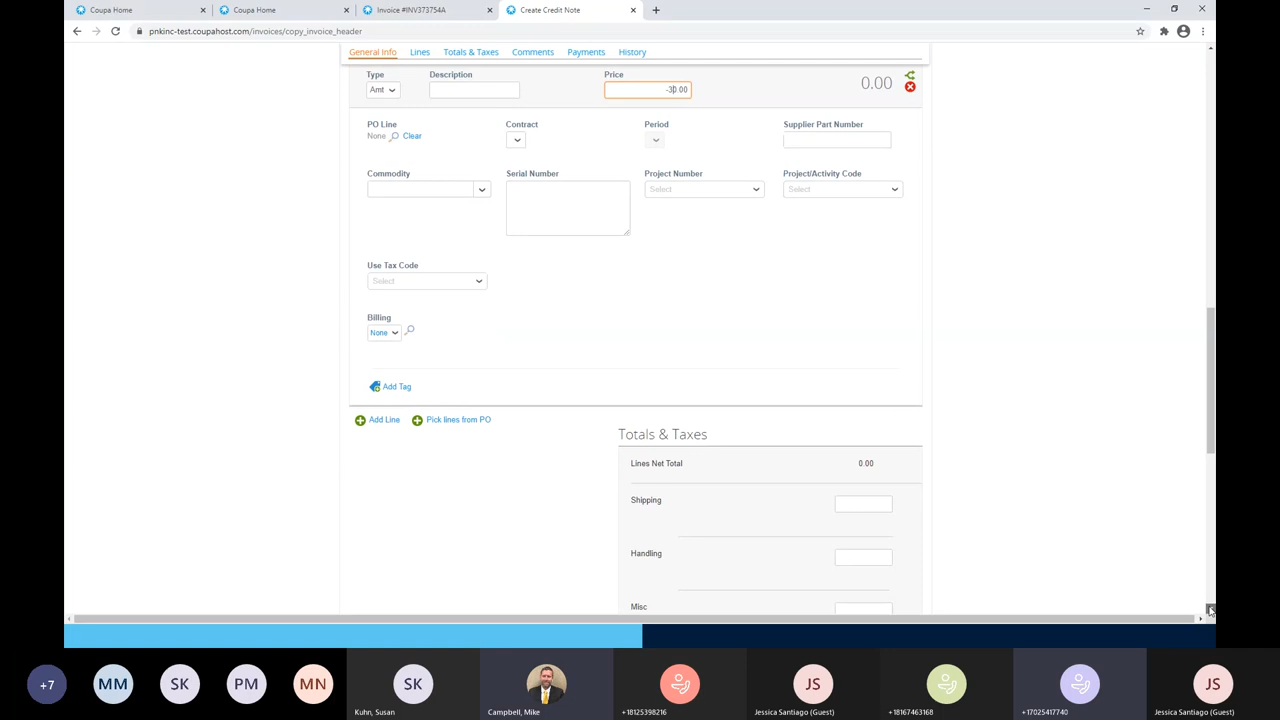 Coupa Home
Coupa Home
Invoice #INV373754A
Create Credit Note
pnkinc-test.coupahost.com/invoices/copy_invoice_header
General Info Lines Totals & Taxes Comments Payments History
Type Description Price
Amt -30.00 0.00
PO Line Contract Period Supplier Part Number
None Clear
Commodity Serial Number Project Number Project/Activity Code
Select Select
Use Tax Code
Select
Billing
None
Add Tag
Add Line Pick lines from PO
Totals & Taxes
Lines Net Total 0.00
Shipping
Handling
Misc
+7 MM SK PM MN SK JS JS
Kuhn, Susan Campbell, Mike +18125398216 Jessica Santiago (Guest) +18167463168 +17025417740 Jessica Santiago (Guest)